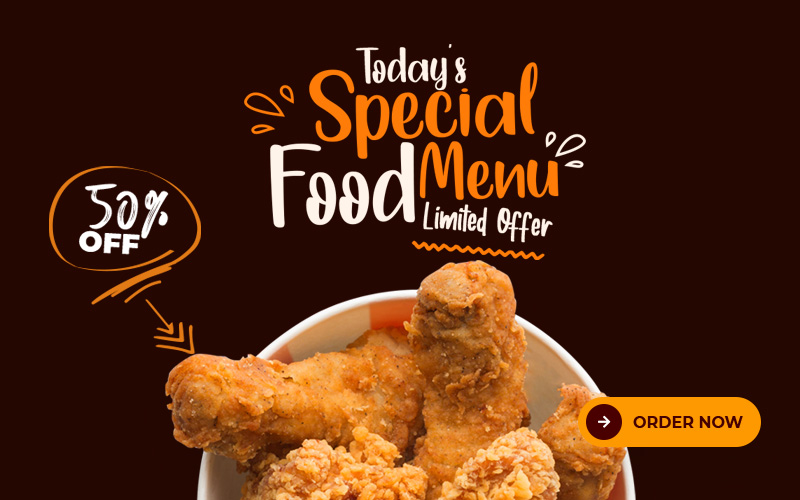 Today's
Special
Food Menu
Limited Offer
50%
OFF
ORDER NOW